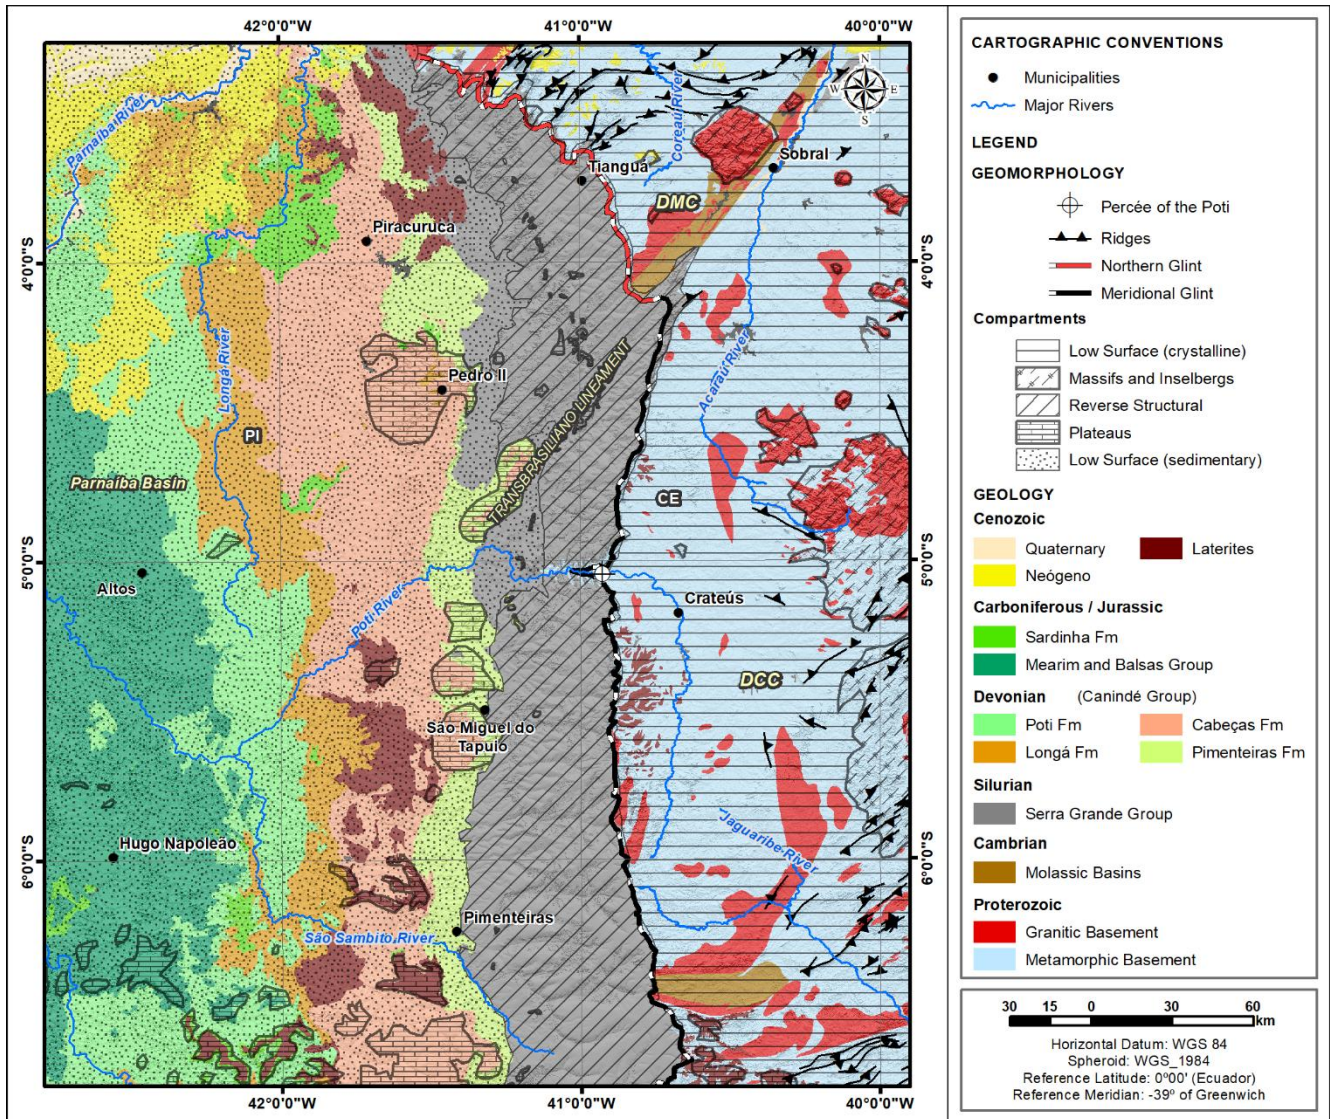 42°0'0"W
41°0'0"W
40°0'0"W
4°0'0"S
5°0'0"S
6°0'0"S
4°0'0"S
5°0'0"S
6°0'0"S
42°0'0"W
41°0'0"W
40°0'0"W
N
W E
S
Parnaíba River
Coreaú River
Sobral
Tianguá
DMC
Piracuruca
Longá River
Pedro II
TRANSBRASILIANO LINEAMENT
Acaraú River
PI
Parnaíba Basin
CE
Altos
Poti River
Crateús
DCC
São Miguel do
Tapuio
Hugo Napoleão
Jaguaribe River
Pimenteiras
São Sambito River
CARTOGRAPHIC CONVENTIONS
Municipalities
Major Rivers
LEGEND
GEOMORPHOLOGY
Percée of the Poti
Ridges
Northern Glint
Meridional Glint
Compartments
Low Surface (crystalline)
Massifs and Inselbergs
Reverse Structural
Plateaus
Low Surface (sedimentary)
GEOLOGY
Cenozoic
Quaternary Laterites
Neógeno
Carboniferous / Jurassic
Sardinha Fm
Mearim and Balsas Group
Devonian (Canindé Group)
Poti Fm Cabeças Fm
Longá Fm Pimenteiras Fm
Silurian
Serra Grande Group
Cambrian
Molassic Basins
Proterozoic
Granitic Basement
Metamorphic Basement
30 15 0 30 60
km
Horizontal Datum: WGS 84
Spheroid: WGS_1984
Reference Latitude: 0º00' (Ecuador)
Reference Meridian: -39º of Greenwich